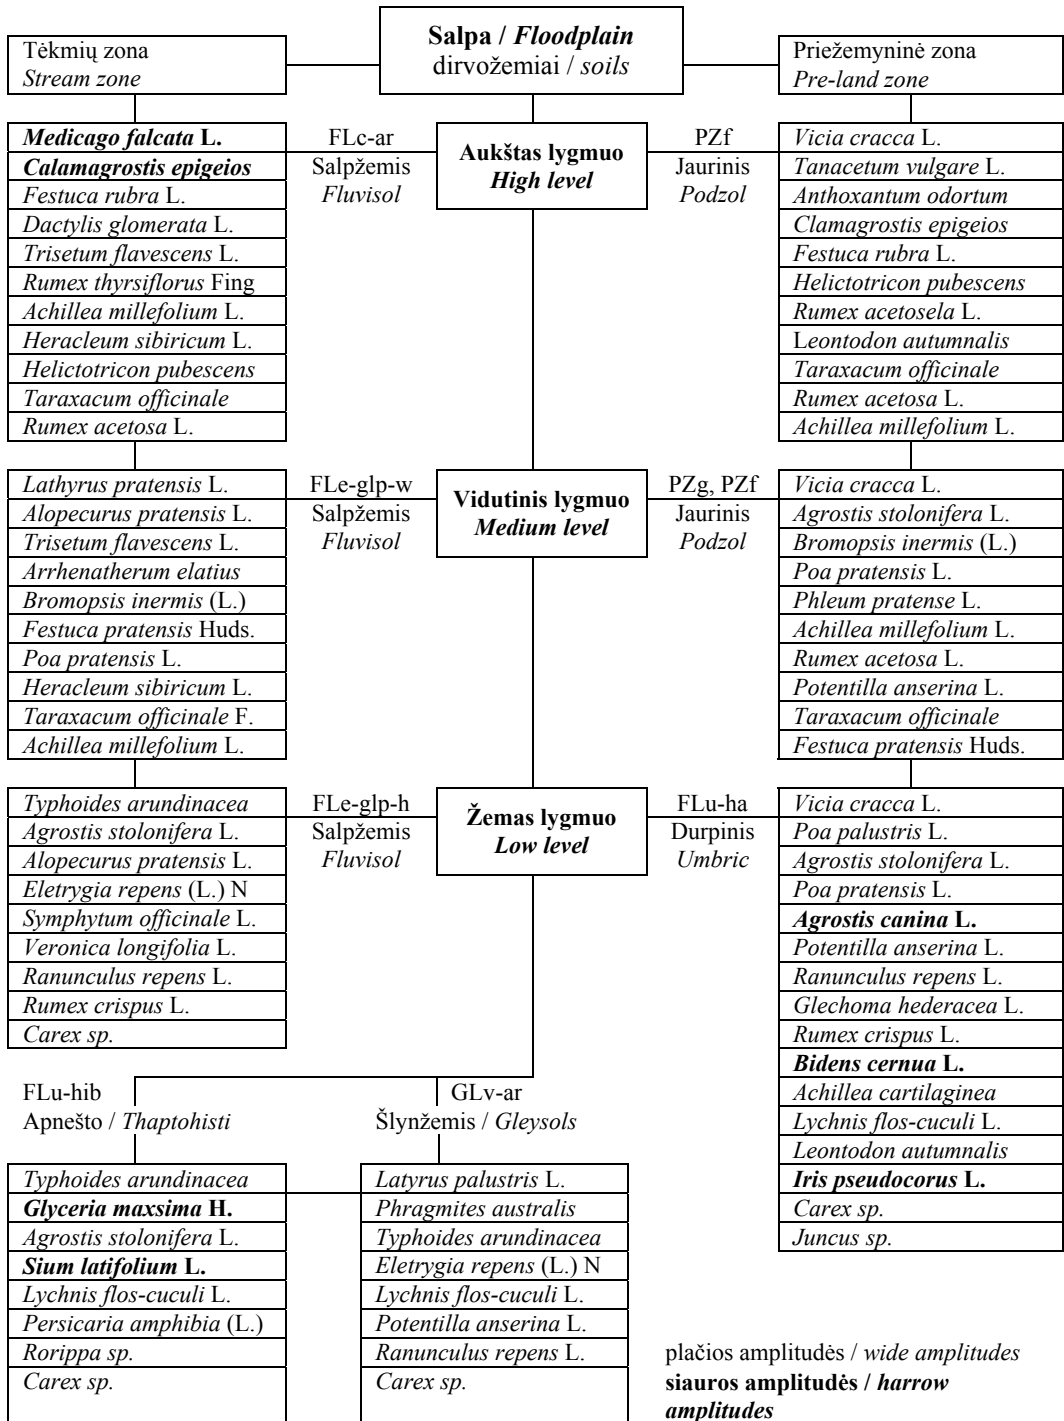 Salpa / Floodplain
dirvožemiai / soils
Tėkmių zona
Stream zone
Priežemyninė zona
Pre-land zone
Medicago falcata L.
Calamagrostis epigeios
Festuca rubra L.
Dactylis glomerata L.
Trisetum flavescens L.
Rumex thyrsiflorus Fing
Achillea millefolium L.
Heracleum sibiricum L.
Helictotricon pubescens
Taraxacum officinale
Rumex acetosa L.
FLc-ar
Salpžemis
Fluvisol
Aukštas lygmuo
High level
PZf
Jaurinis
Podzol
Vicia cracca L.
Tanacetum vulgare L.
Anthoxantum odortum
Clamagrostis epigeios
Festuca rubra L.
Helictotricon pubescens
Rumex acetosela L.
Leontodon autumnalis
Taraxacum officinale
Rumex acetosa L.
Achillea millefolium L.
Lathyrus pratensis L.
Alopecurus pratensis L.
Trisetum flavescens L.
Arrhenatherum elatius
Bromopsis inermis (L.)
Festuca pratensis Huds.
Poa pratensis L.
Heracleum sibiricum L.
Taraxacum officinale F.
Achillea millefolium L.
FLe-glp-w
Salpžemis
Fluvisol
Vidutinis lygmuo
Medium level
PZg, PZf
Jaurinis
Podzol
Vicia cracca L.
Agrostis stolonifera L.
Bromopsis inermis (L.)
Poa pratensis L.
Phleum pratense L.
Achillea millefolium L.
Rumex acetosa L.
Potentilla anserina L.
Taraxacum officinale
Festuca pratensis Huds.
Typhoides arundinacea
Agrostis stolonifera L.
Alopecurus pratensis L.
Eletrygia repens (L.) N
Symphytum officinale L.
Veronica longifolia L.
Ranunculus repens L.
Rumex crispus L.
Carex sp.
FLe-glp-h
Salpžemis
Fluvisol
Žemas lygmuo
Low level
FLu-ha
Durpinis
Umbric
Vicia cracca L.
Poa palustris L.
Agrostis stolonifera L.
Poa pratensis L.
Agrostis canina L.
Potentilla anserina L.
Ranunculus repens L.
Glechoma hederacea L.
Rumex crispus L.
Bidens cernua L.
Achillea cartilaginea
Lychnis flos-cuculi L.
Leontodon autumnalis
Iris pseudocorus L.
Carex sp.
Juncus sp.
FLu-hib
Apnešto / Thaptohisti
GLv-ar
Šlynžemis / Gleysols
Typhoides arundinacea
Glyceria maxsima H.
Agrostis stolonifera L.
Sium latifolium L.
Lychnis flos-cuculi L.
Persicaria amphibia (L.)
Rorippa sp.
Carex sp.
Latyrus palustris L.
Phragmites australis
Typhoides arundinacea
Eletrygia repens (L.) N
Lychnis flos-cuculi L.
Potentilla anserina L.
Ranunculus repens L.
Carex sp.
plačios amplitudės / wide amplitudes
siauros amplitudės / harrow
amplitudes